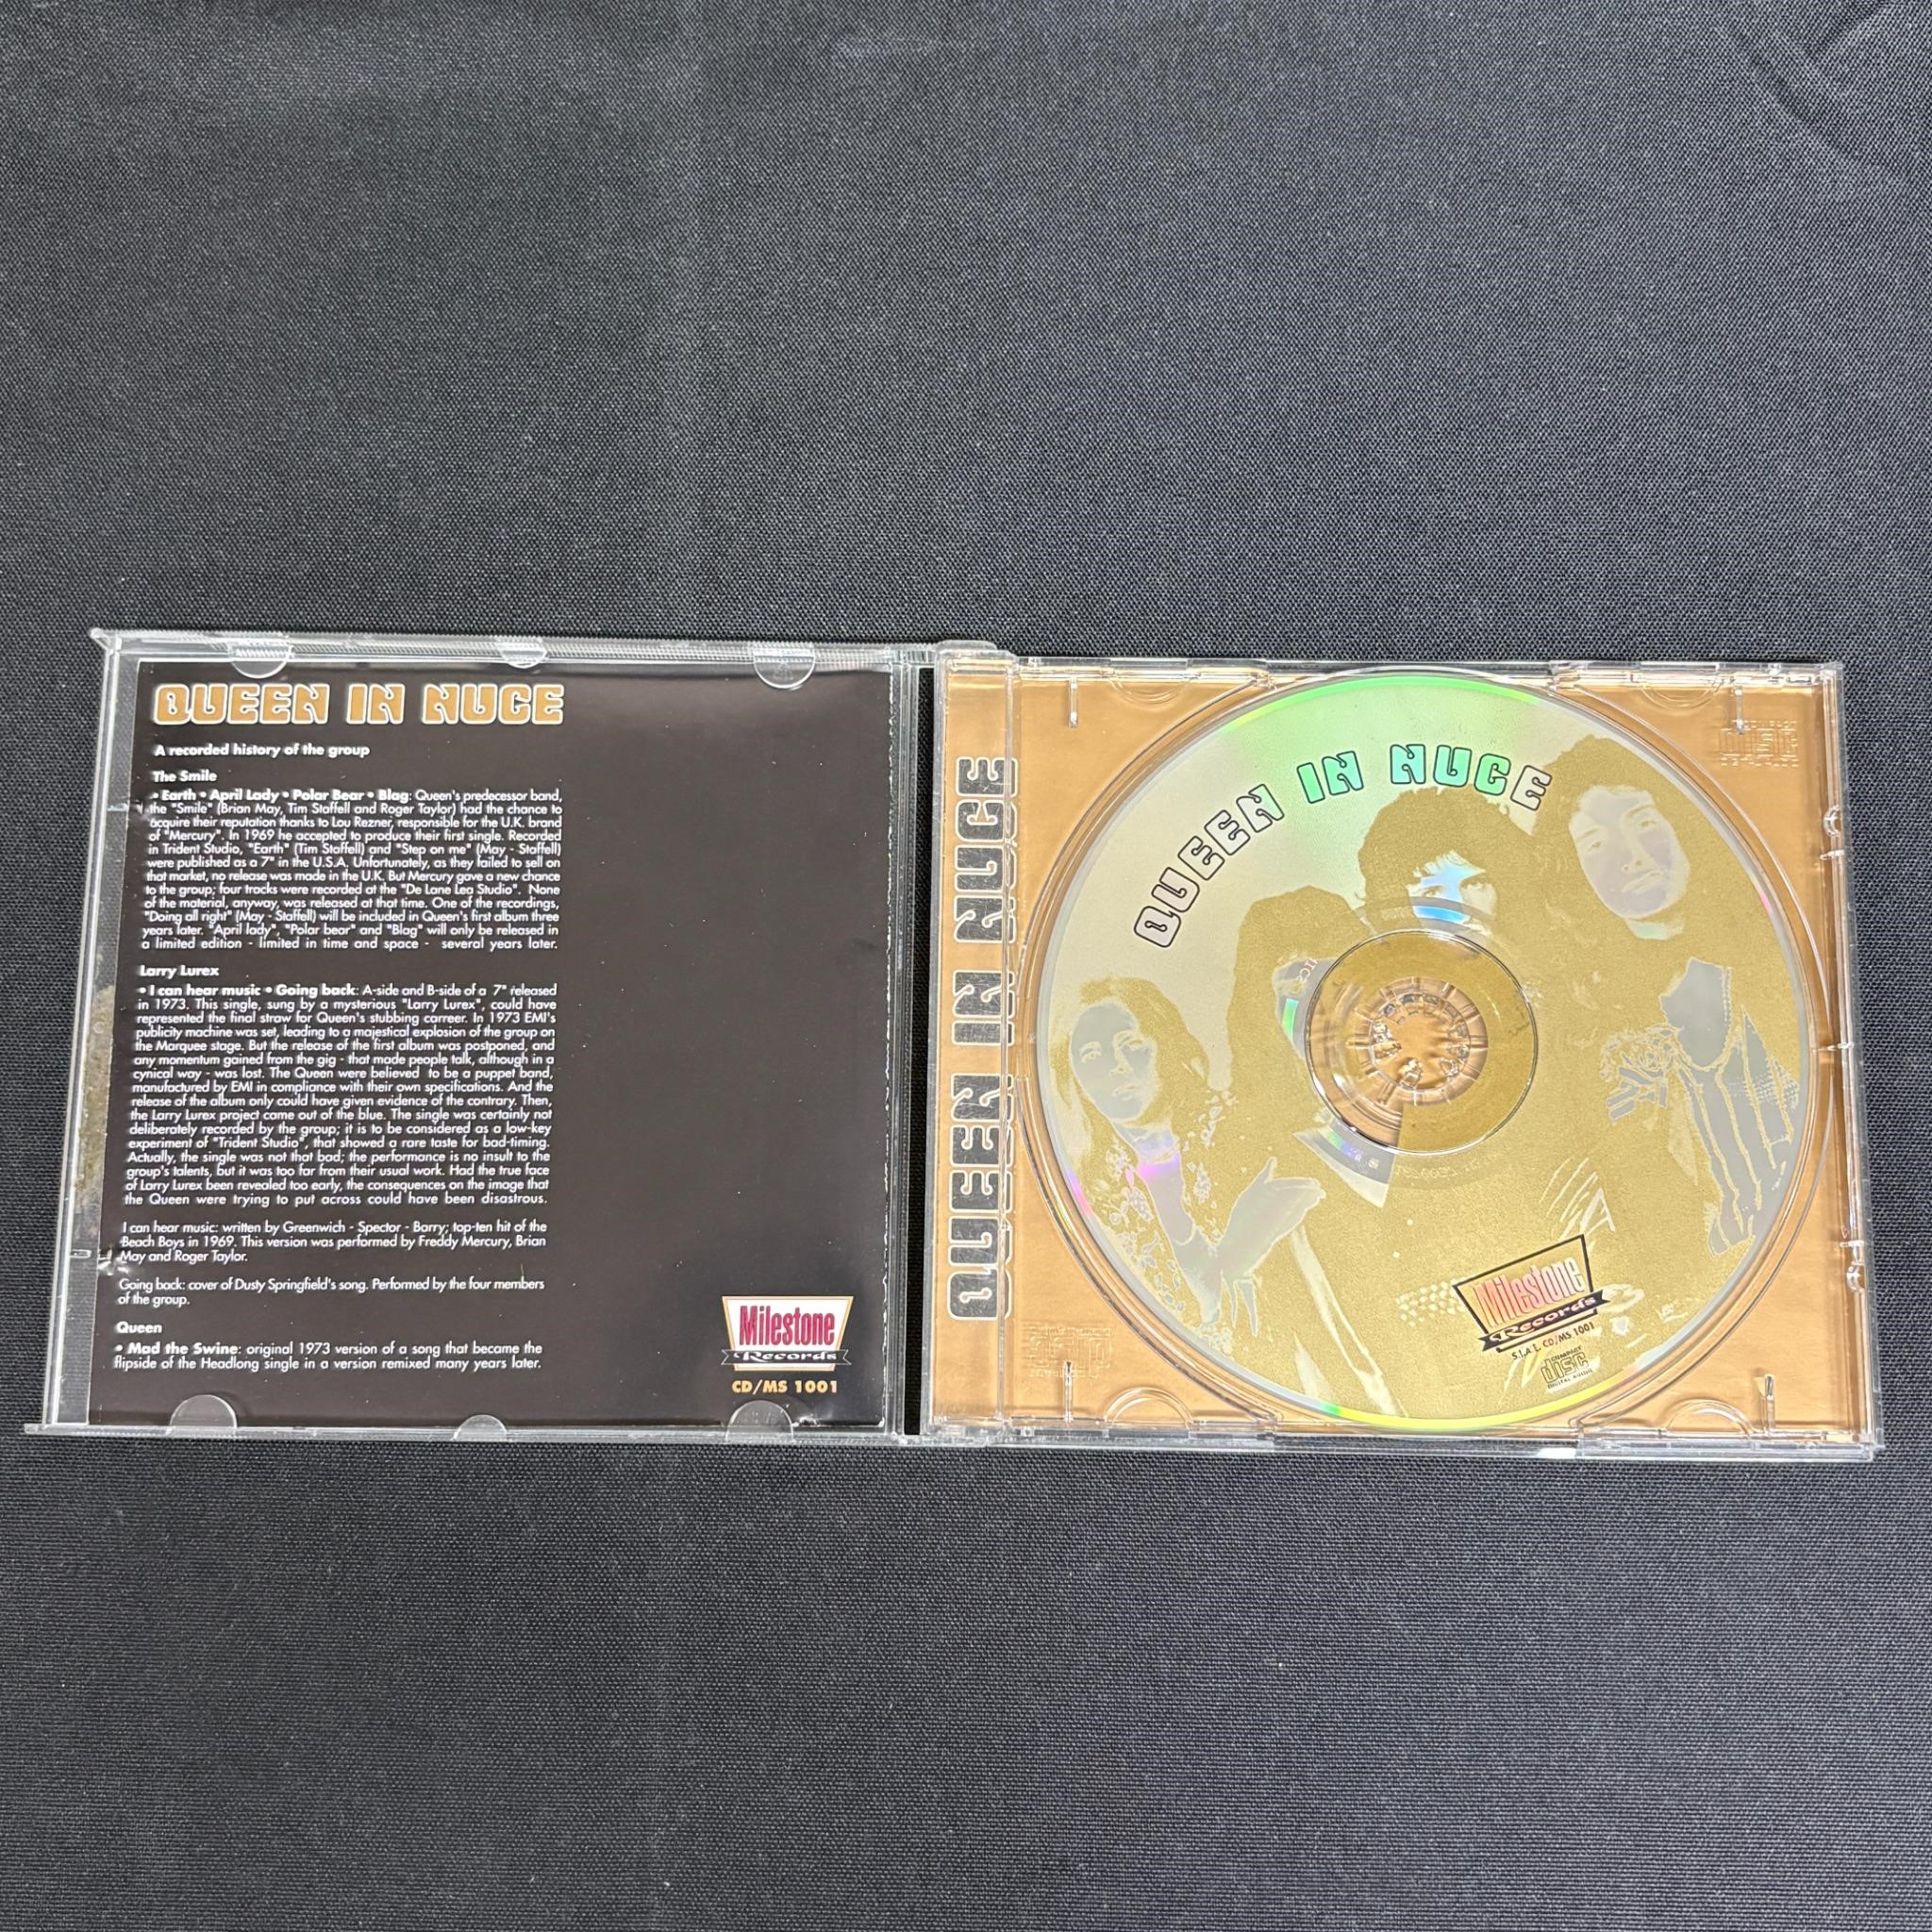 QUEEN IN NUCE
A recorded history of the group
The Smile
• Earth • April Lady • Polar Bear • Blag: Queen's predecessor band,
the "Smile" (Brian May, Tim Staffell and Roger Taylor) had the chance to
acquire their reputation thanks to Lou Rezner, responsible for the U.K. brand
of "Mercury". In 1969 he accepted to produce their first single. Recorded
in Trident Studio, "Earth" (Tim Staffell) and "Step on me" (May - Staffell)
were published as a 7" in the U.S.A. Unfortunately, as they failed to sell on
that market, no release was made in the U.K. But Mercury gave a new chance
to the group; four tracks were recorded at the "De Lane Lea Studio". None
of the material, anyway, was released at that time. One of the recordings,
"Doing all right" (May - Staffell) will be included in Queen's first album three
years later. "April lady", "Polar bear" and "Blag" will only be released in
a limited edition - limited in time and space - several years later.
Larry Lurex
• I can hear music • Going back: A-side and B-side of a 7" released
in 1973. This single, sung by a mysterious "Larry Lurex", could have
represented the final straw for Queen's stubbing carreer. In 1973 EMI's
publicity machine was set, leading to a majestical explosion of the group on
the Marquee stage. But the release of the first album was postponed, and
any momentum gained from the gig - that made people talk, although in a
cynical way - was lost. The Queen were believed to be a puppet band,
manufactured by EMI in compliance with their own specifications. And the
release of the album only could have given evidence of the contrary. Then,
the Larry Lurex project came out of the blue. The single was certainly not
deliberately recorded by the group; it is to be considered as a low-key
experiment of "Trident Studio", that showed a rare taste for bad-timing.
Actually, the single was not that bad; the performance is no insult to the
group's talents, but it was too far from their usual work. Had the true face
of Larry Lurex been revealed too early, the consequences on the image that
the Queen were trying to put across could have been disastrous.
I can hear music: written by Greenwich - Spector - Barry; top-ten hit of the
Beach Boys in 1969. This version was performed by Freddy Mercury, Brian
May and Roger Taylor.
Going back: cover of Dusty Springfield's song. Performed by the four members
of the group.
Queen
• Mad the Swine: original 1973 version of a song that became the
flipside of the Headlong single in a version remixed many years later.
Milestone
Records
CD/MS 1001
QUEEN IN NUCE
QUEEN IN NUCE
Milestone
Records
S.I.A.E. CD/MS 1001
COMPACT
disc
DIGITAL AUDIO